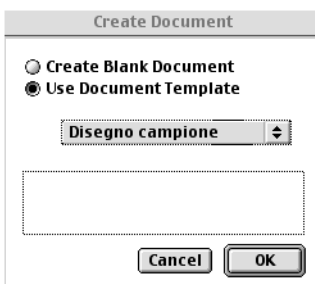 Create Document
Create Blank Document
Use Document Template
Disegno campione
Cancel OK